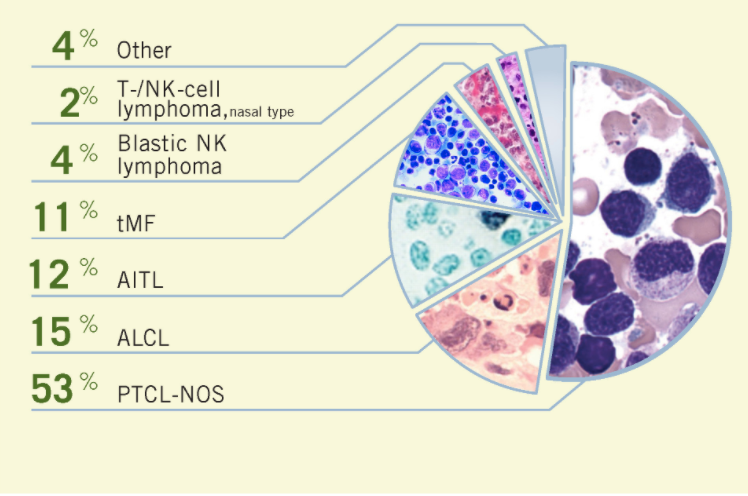 4% Other
2% T-/NK-cell
lymphoma, nasal type
4% Blastic NK
lymphoma
11% tMF
12% AITL
15% ALCL
53% PTCL-NOS